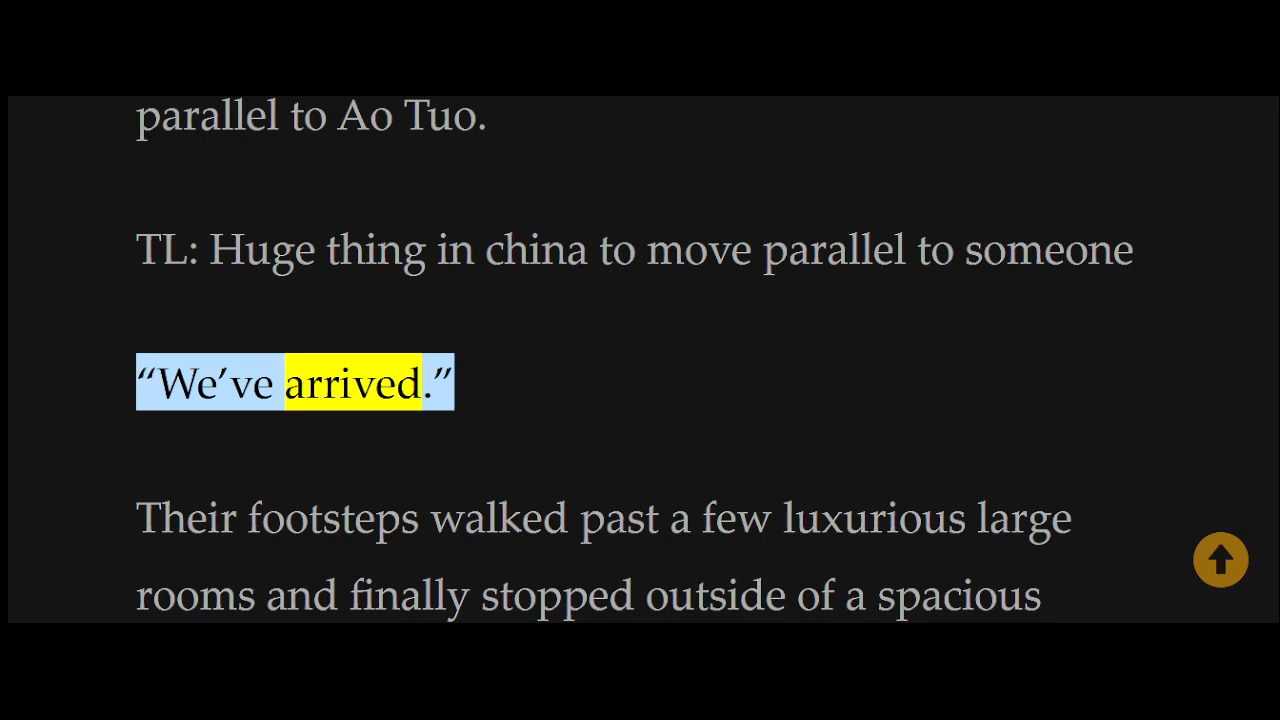 parallel to Ao Tuo.
TL: Huge thing in china to move parallel to someone
“We’ve arrived.”
Their footsteps walked past a few luxurious large
rooms and finally stopped outside of a spacious